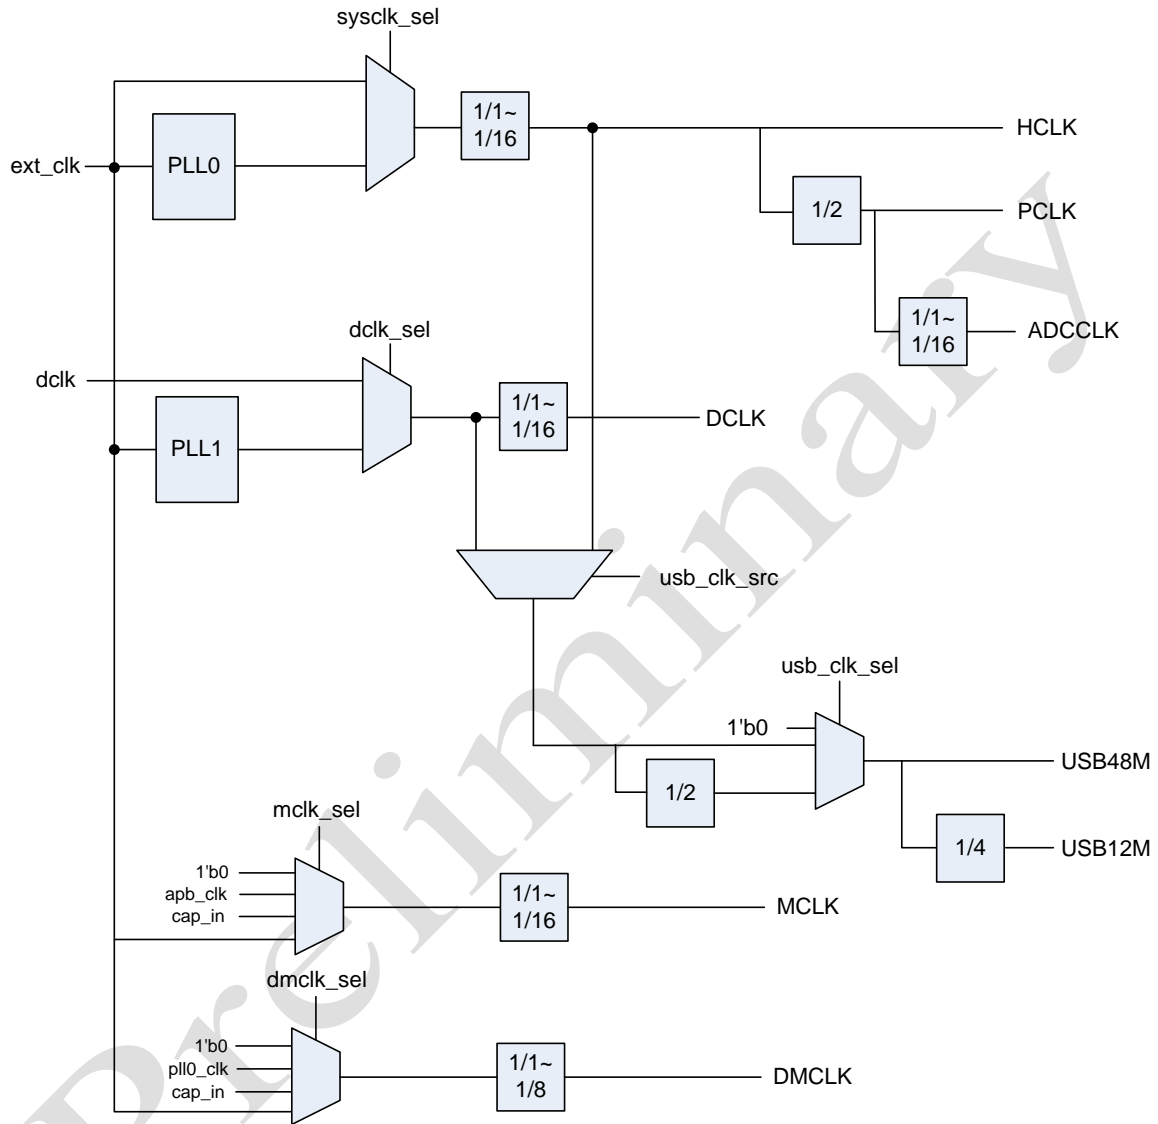 sysclk_sel
1/1~
1/16
HCLK
ext_clk
PLL0
1/2
PCLK
1/1~
1/16
ADCCLK
dclk_sel
dclk
1/1~
1/16
DCLK
PLL1
usb_clk_src
usb_clk_sel
1'b0
USB48M
1/2
mclk_sel
1/4
USB12M
1'b0
apb_clk
cap_in
1/1~
1/16
MCLK
dmclk_sel
1'b0
pll0_clk
cap_in
1/1~
1/8
DMCLK
Preliminary